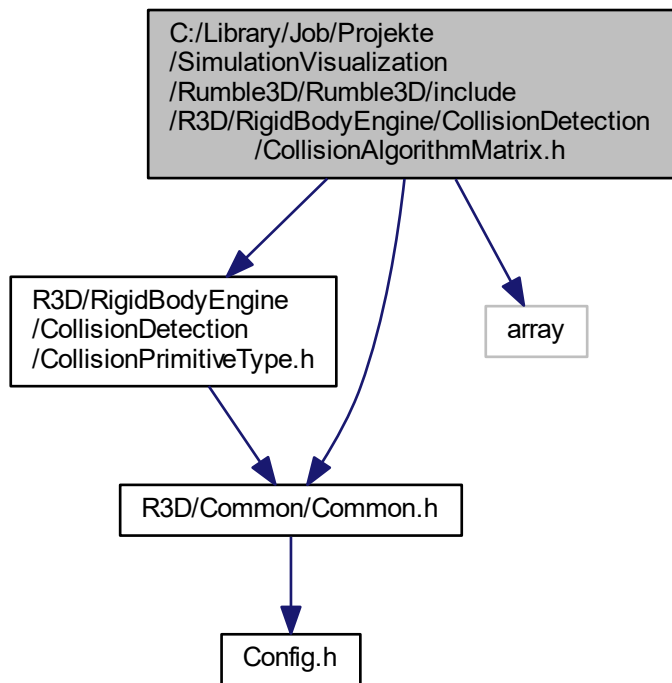 C:/Library/Job/Projekte
/SimulationVisualization
/Rumble3D/Rumble3D/include
/R3D/RigidBodyEngine/CollisionDetection
/CollisionAlgorithmMatrix.h
R3D/RigidBodyEngine
/CollisionDetection
/CollisionPrimitiveType.h
array
R3D/Common/Common.h
Config.h